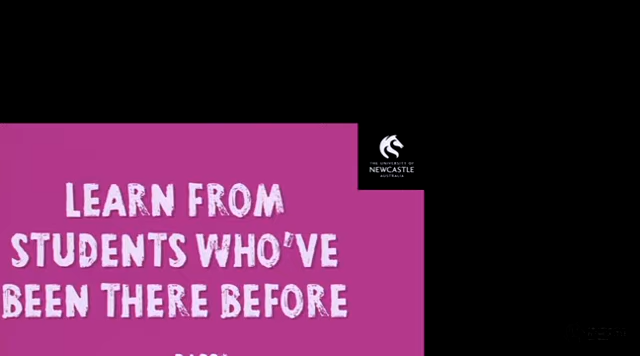 THE UNIVERSITY OF
NEWCASTLE
AUSTRALIA
LEARN FROM
STUDENTS WHO'VE
BEEN THERE BEFORE